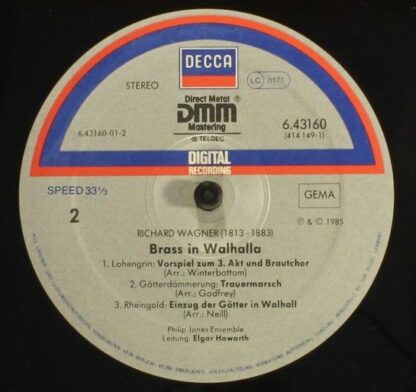 DECCA
STEREO
LC 0171
Direct Metal ®
DMM
Mastering
TELDEC
6.43160-01-2
6.43160
(414 149-1)
DIGITAL
RECORDING
SPEED 33⅓
GEMA
2
℗ & © 1985
RICHARD WAGNER (1813 - 1883)
Brass in Walhalla
1. Lohengrin: Vorspiel zum 3. Akt und Brautchor
(Arr.: Winterbottom)
2. Götterdämmerung: Trauermarsch
(Arr.: Godfrey)
3. Rheingold: Einzug der Götter in Walhall
(Arr.: Neill)
Philip Jones Ensemble
Leitung: Elgar Howarth